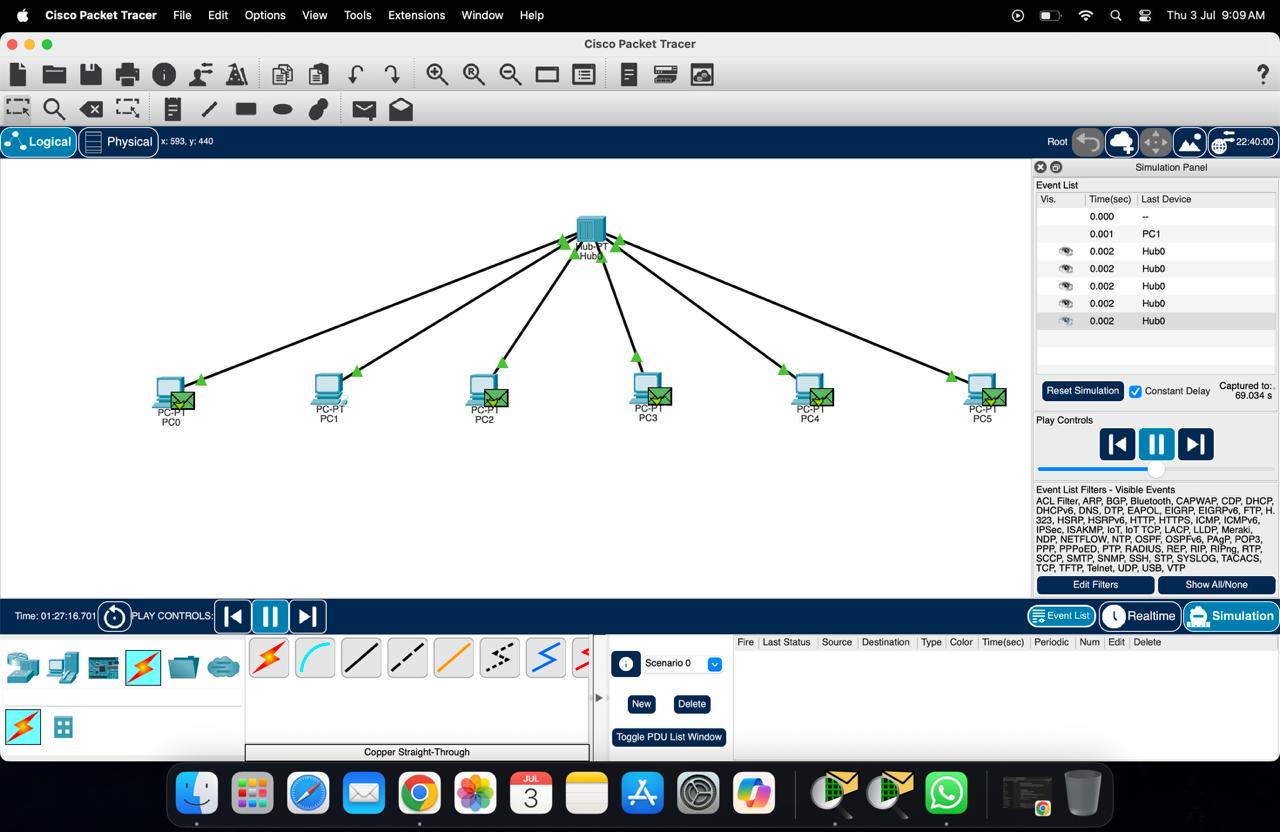 Cisco Packet Tracer File Edit Options View Tools Extensions Window Help Thu 3 Jul 9:09 AM
Cisco Packet Tracer
Logical Physical x: 593, y: 440 Root 22:40:00
Simulation Panel
Event List
Vis. Time(sec) Last Device
0.000 --
0.001 PC1
0.002 Hub0
0.002 Hub0
0.002 Hub0
0.002 Hub0
0.002 Hub0
Reset Simulation Constant Delay Captured to:
69.034 s
Play Controls
Event List Filters - Visible Events
ACL Filter, ARP, BGP, Bluetooth, CAPWAP, CDP, DHCP,
DHCPv6, DNS, DTP, EAPOL, EIGRP, EIGRPv6, FTP, H.
323, HSRP, HSRPv6, HTTP, HTTPS, ICMP, ICMPv6,
IPSec, ISAKMP, IoT, IoT TCP, LACP, LLDP, Meraki,
NDP, NETFLOW, NTP, OSPF, OSPFv6, PAgP, POP3,
PPP, PPPoED, PTP, RADIUS, REP, RIP, RIPng, RTP,
SCCP, SMTP, SNMP, SSH, STP, SYSLOG, TACACS,
TCP, TFTP, Telnet, UDP, USB, VTP
Edit Filters Show All/None
Hub-PT
Hub0
PC-PT
PC0
PC-PT
PC1
PC-PT
PC2
PC-PT
PC3
PC-PT
PC4
PC-PT
PC5
Time: 01:27:16.701 PLAY CONTROLS: Event List Realtime Simulation
Scenario 0
New Delete
Toggle PDU List Window
Fire Last Status Source Destination Type Color Time(sec) Periodic Num Edit Delete
Copper Straight-Through
JUL
3